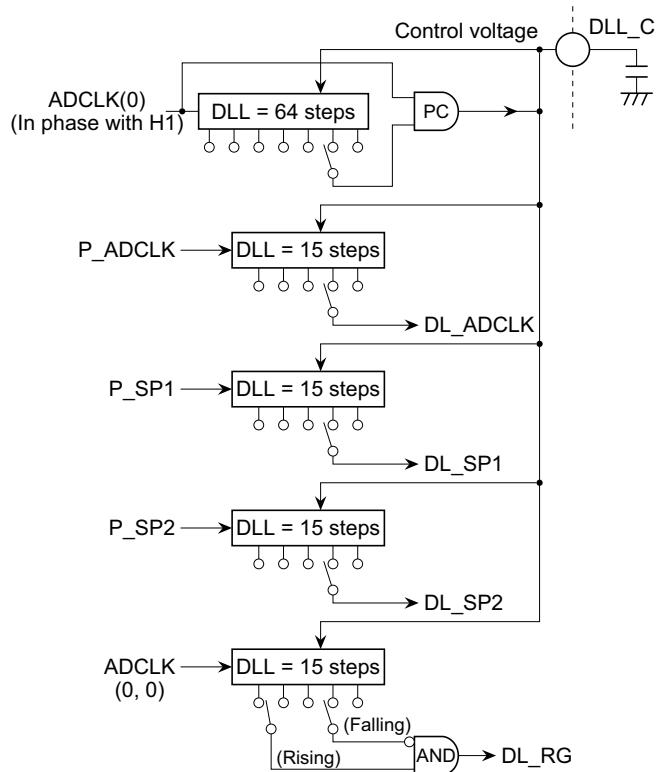 Control voltage
DLL_C
ADCLK(0)
(In phase with H1)
DLL = 64 steps
PC
P_ADCLK
DLL = 15 steps
DL_ADCLK
P_SP1
DLL = 15 steps
DL_SP1
P_SP2
DLL = 15 steps
DL_SP2
ADCLK
(0, 0)
DLL = 15 steps
(Falling)
(Rising)
AND
DL_RG